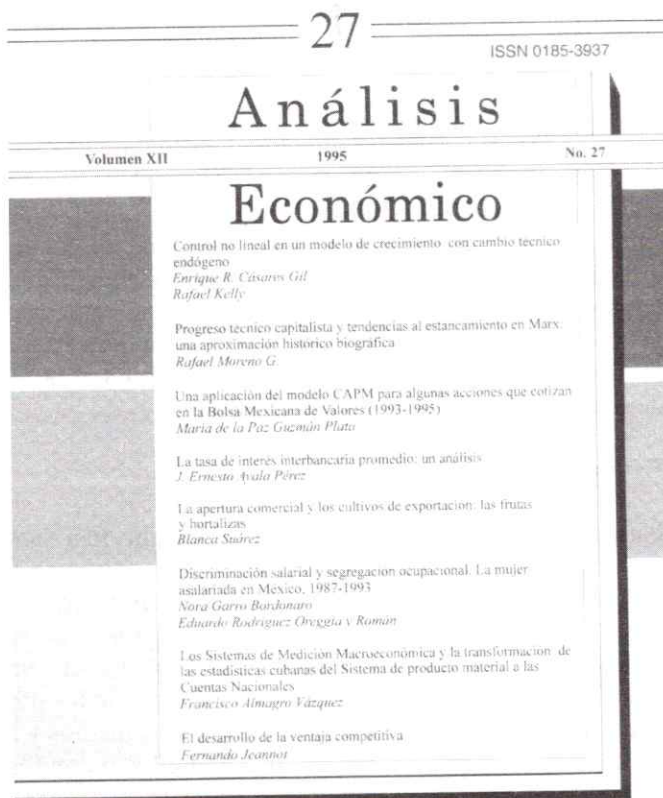 27
ISSN 0185-3937
Análisis
Volumen XII 1995 No. 27
Económico
Control no lineal en un modelo de crecimiento con cambio técnico
endógeno
Enrique R. Cásares Gil
Rafael Kelly
Progreso técnico capitalista y tendencias al estancamiento en Marx:
una aproximación histórico biográfica
Rafael Moreno G.
Una aplicación del modelo CAPM para algunas acciones que cotizan
en la Bolsa Mexicana de Valores (1993-1995)
María de la Paz Guzmán Plata
La tasa de interés interbancaria promedio: un análisis
J. Ernesto Ayala Pérez
La apertura comercial y los cultivos de exportación: las frutas
y hortalizas
Blanca Suárez
Discriminación salarial y segregación ocupacional. La mujer
asalariada en México, 1987-1993
Nora Garro Bordonaro
Eduardo Rodríguez Oreggia y Román
Los Sistemas de Medición Macroeconómica y la transformación de
las estadísticas cubanas del Sistema de producto material a las
Cuentas Nacionales
Francisco Almagro Vázquez
El desarrollo de la ventaja competitiva
Fernando Jeannot